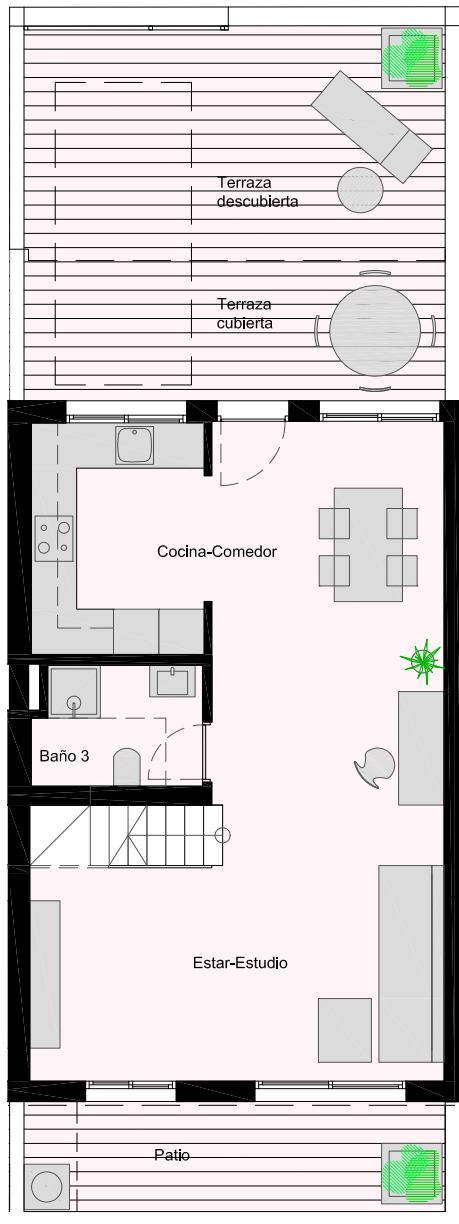 Terraza
descubierta
Terraza
cubierta
Cocina-Comedor
Baño 3
Estar-Estudio
Patio